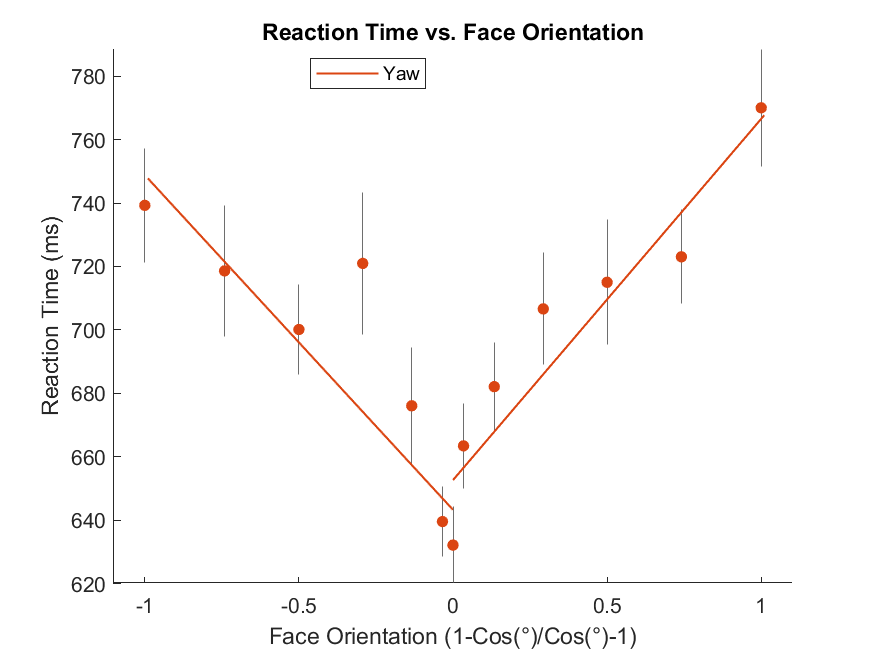 Reaction Time vs. Face Orientation
Yaw
Reaction Time (ms)
780
760
740
720
700
680
660
640
620
-1 -0.5 0 0.5 1
Face Orientation (1-Cos(°)/Cos(°)-1)